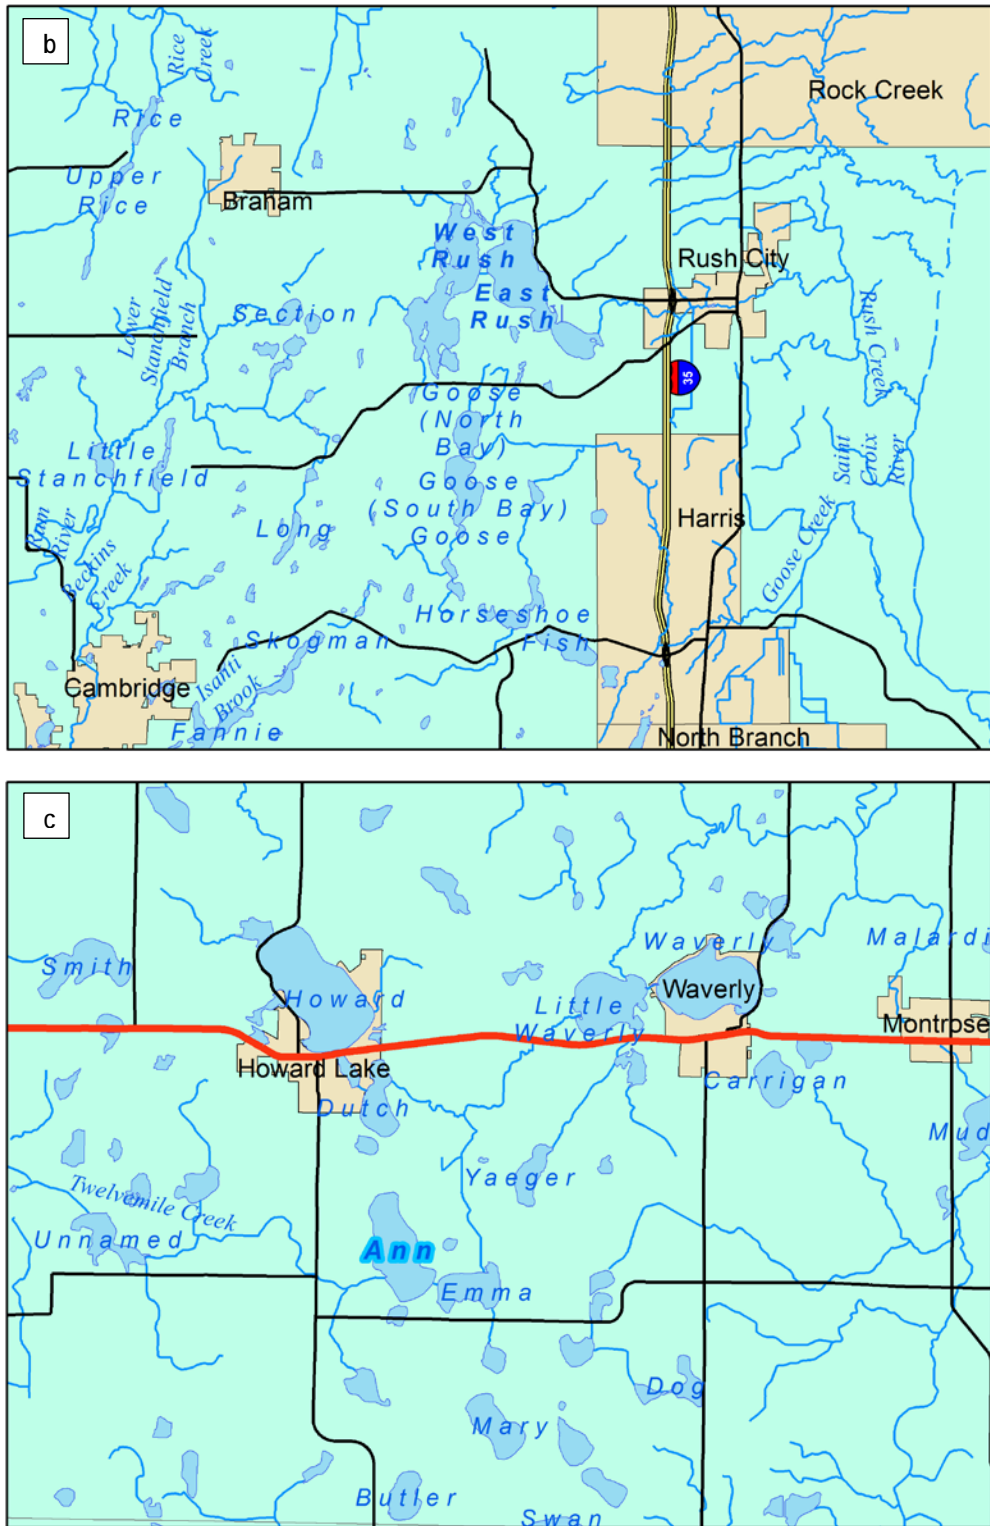 b
Rice
Creek
Rock Creek
Rice
Upper
Rice
Braham
West
Rush
Rush City
East
Rush
Section
Lower
Stanchfield
Branch
Rush Creek
35
Goose
(North
Bay)
Little
Stanchfield
Goose
(South Bay)
Goose
Saint
Croix
River
Long
Harris
Rum
River
Beckins
Creek
Goose Creek
Horseshoe
Skogman
Fish
Cambridge
Isanti
Brook
Fannie
North Branch
c
Smith
Howard
Waverly
Malardi
Waverly
Little
Waverly
Montrose
Howard Lake
Carrigan
Dutch
Mud
Yaeger
Twelvemile Creek
Unnamed
Ann
Emma
Dog
Mary
Butler
Swan